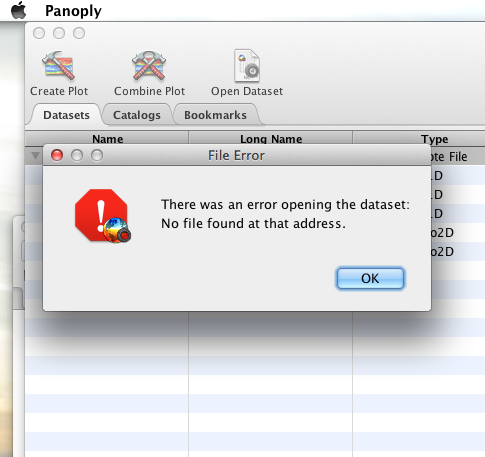 Panoply
Create Plot
Combine Plot
Open Dataset
Datasets
Catalogs
Bookmarks
Name
Long Name
Type
File Error
ote File
There was an error opening the dataset:
No file found at that address.
D
D
D
o2D
o2D
OK